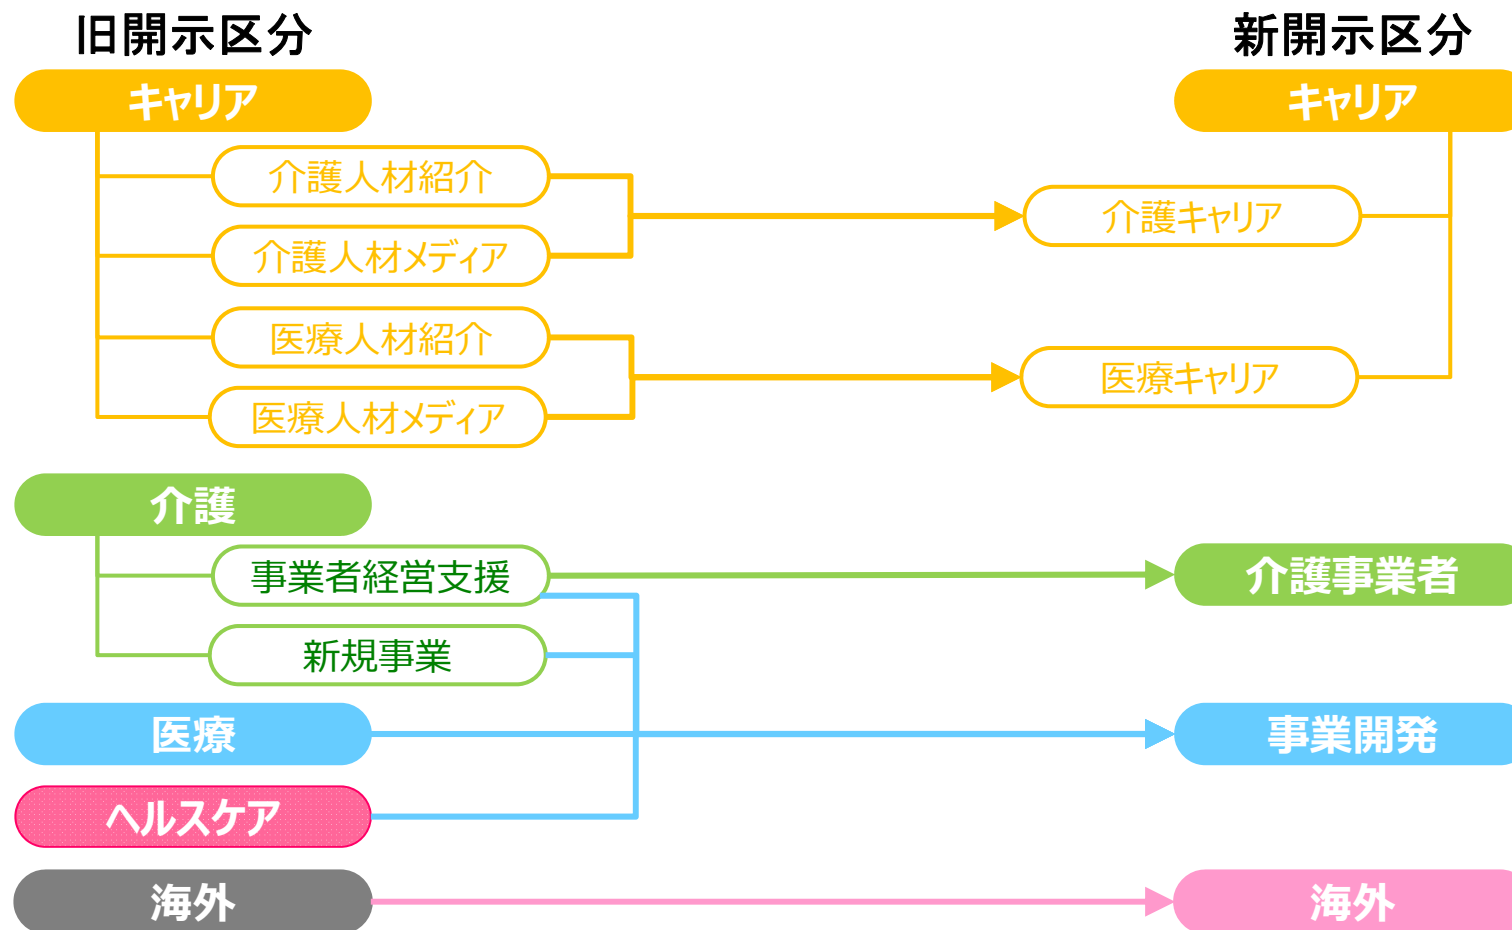 旧開示区分
新開示区分
キャリア
キャリア
介護人材紹介
介護人材メディア
介護キャリア
医療人材紹介
医療人材メディア
医療キャリア
介護
事業者経営支援
介護事業者
新規事業
医療
事業開発
ヘルスケア
海外
海外